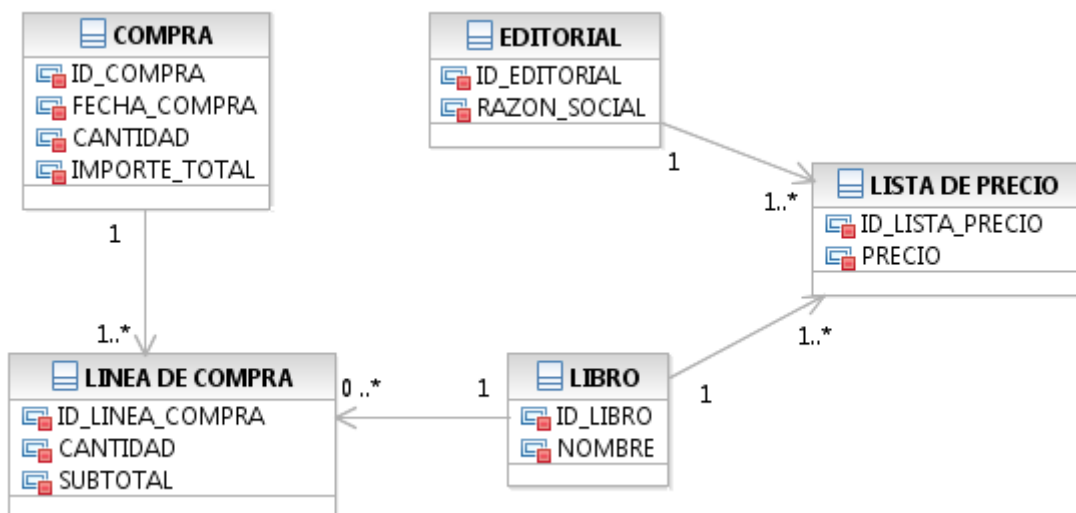 COMPRA
ID_COMPRA
FECHA_COMPRA
CANTIDAD
IMPORTE_TOTAL
EDITORIAL
ID_EDITORIAL
RAZON_SOCIAL
1
1..*
LISTA DE PRECIO
ID_LISTA_PRECIO
PRECIO
1
1..*
LINEA DE COMPRA
ID_LINEA_COMPRA
CANTIDAD
SUBTOTAL
0 ..*
1
LIBRO
ID_LIBRO
NOMBRE
1
1..*